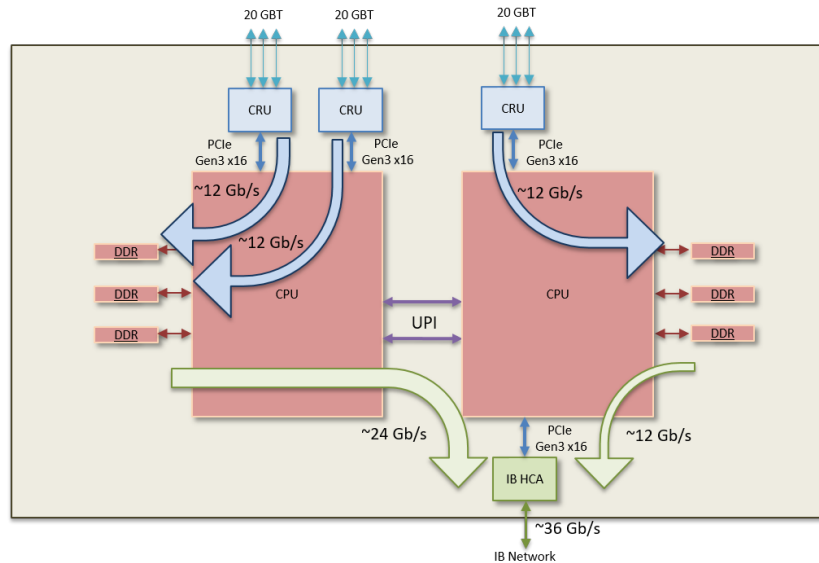 20 GBT
20 GBT
20 GBT
CRU
CRU
CRU
PCIe
Gen3 x16
PCIe
Gen3 x16
PCIe
Gen3 x16
~12 Gb/s
~12 Gb/s
~12 Gb/s
DDR
DDR
DDR
CPU
UPI
CPU
DDR
DDR
DDR
~24 Gb/s
PCIe
Gen3 x16
~12 Gb/s
IB HCA
~36 Gb/s
IB Network